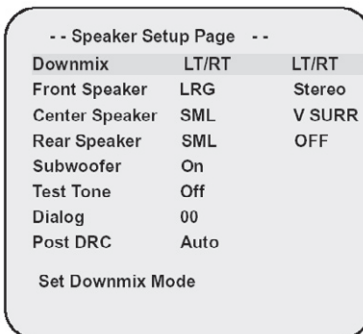 - - Speaker Setup Page - -
Downmix LT/RT LT/RT
Front Speaker LRG Stereo
Center Speaker SML V SURR
Rear Speaker SML OFF
Subwoofer On
Test Tone Off
Dialog 00
Post DRC Auto
Set Downmix Mode